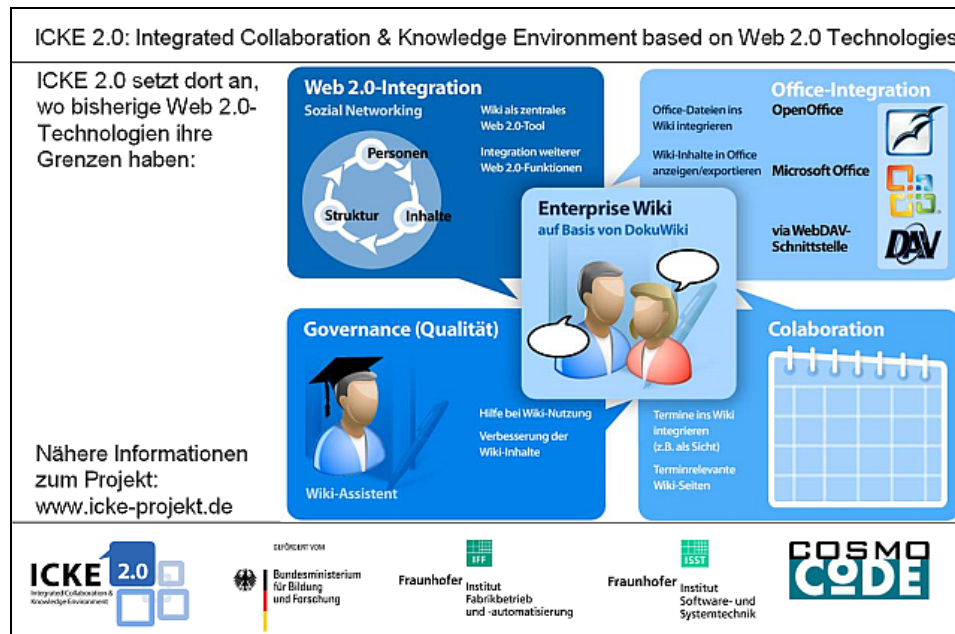 ICKE 2.0: Integrated Collaboration & Knowledge Environment based on Web 2.0 Technologies
ICKE 2.0 setzt dort an,
wo bisherige Web 2.0-
Technologien ihre
Grenzen haben:
Web 2.0-Integration
Sozial Networking
Personen
Struktur
Inhalte
Wiki als zentrales
Web 2.0-Tool
Integration weiterer
Web 2.0-Funktionen
Office-Integration
Office-Dateien ins
Wiki integrieren
OpenOffice
Wiki-Inhalte in Office
anzeigen/exportieren
Microsoft Office
via WebDAV-
Schnittstelle
DAV
Enterprise Wiki
auf Basis von DokuWiki
Governance (Qualität)
Hilfe bei Wiki-Nutzung
Verbesserung der
Wiki-Inhalte
Wiki-Assistent
Colaboration
Termine ins Wiki
integrieren
(z.B. als Sicht)
Terminrelevante
Wiki-Seiten
Nähere Informationen
zum Projekt:
www.icke-projekt.de
ICKE 2.0
Integrated Collaboration &
Knowledge Environment
GEFÖRDERT VOM
Bundesministerium
für Bildung
und Forschung
IFF
Fraunhofer
Institut
Fabrikbetrieb
und -automatisierung
ISST
Fraunhofer
Institut
Software- und
Systemtechnik
COSMO
CODE